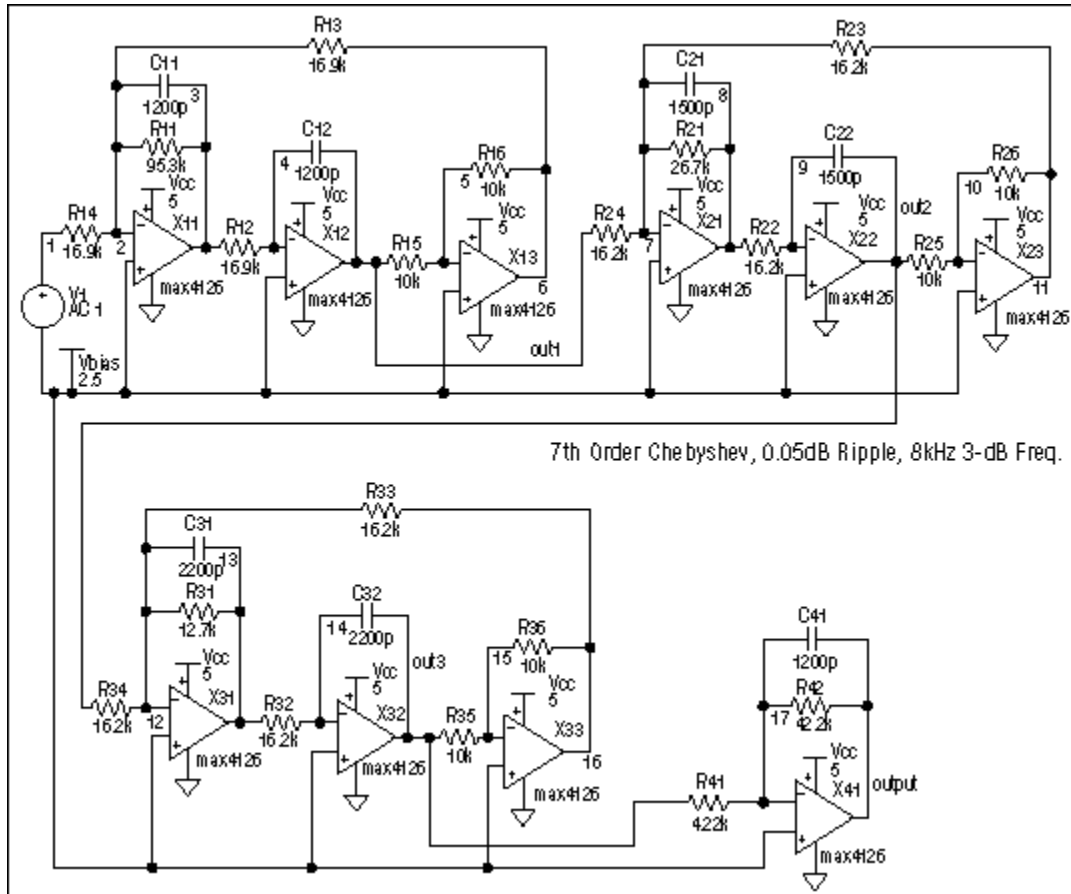 R13
16.9k
R23
16.2k
C11
3
1200p
C21
8
1500p
R11
95.3k
C12
4
1200p
R16
5
10k
R21
26.7k
C22
9
1500p
R26
10
10k
Vcc
5
Vcc
5
Vcc
5
Vcc
5
Vcc
5
Vcc
5
out2
R14
1
16.9k
2
X11
R12
16.9k
X12
R15
10k
X13
6
R24
16.2k
7
X21
R22
16.2k
X22
R25
10k
X23
11
max4126
max4126
max4126
max4126
max4126
max4126
V1
AC 1
out1
Vbias
2.5
7th Order Chebyshev, 0.05dB Ripple, 8kHz 3-dB Freq.
R33
16.2k
C31
13
2200p
R31
12.7k
C32
14
2200p
out3
R36
15
10k
C41
1200p
Vcc
5
Vcc
5
Vcc
5
R42
17
42.2k
R34
16.2k
12
X31
R32
16.2k
X32
R35
10k
X33
16
Vcc
5
X41
output
max4126
max4126
max4126
R41
42.2k
max4126